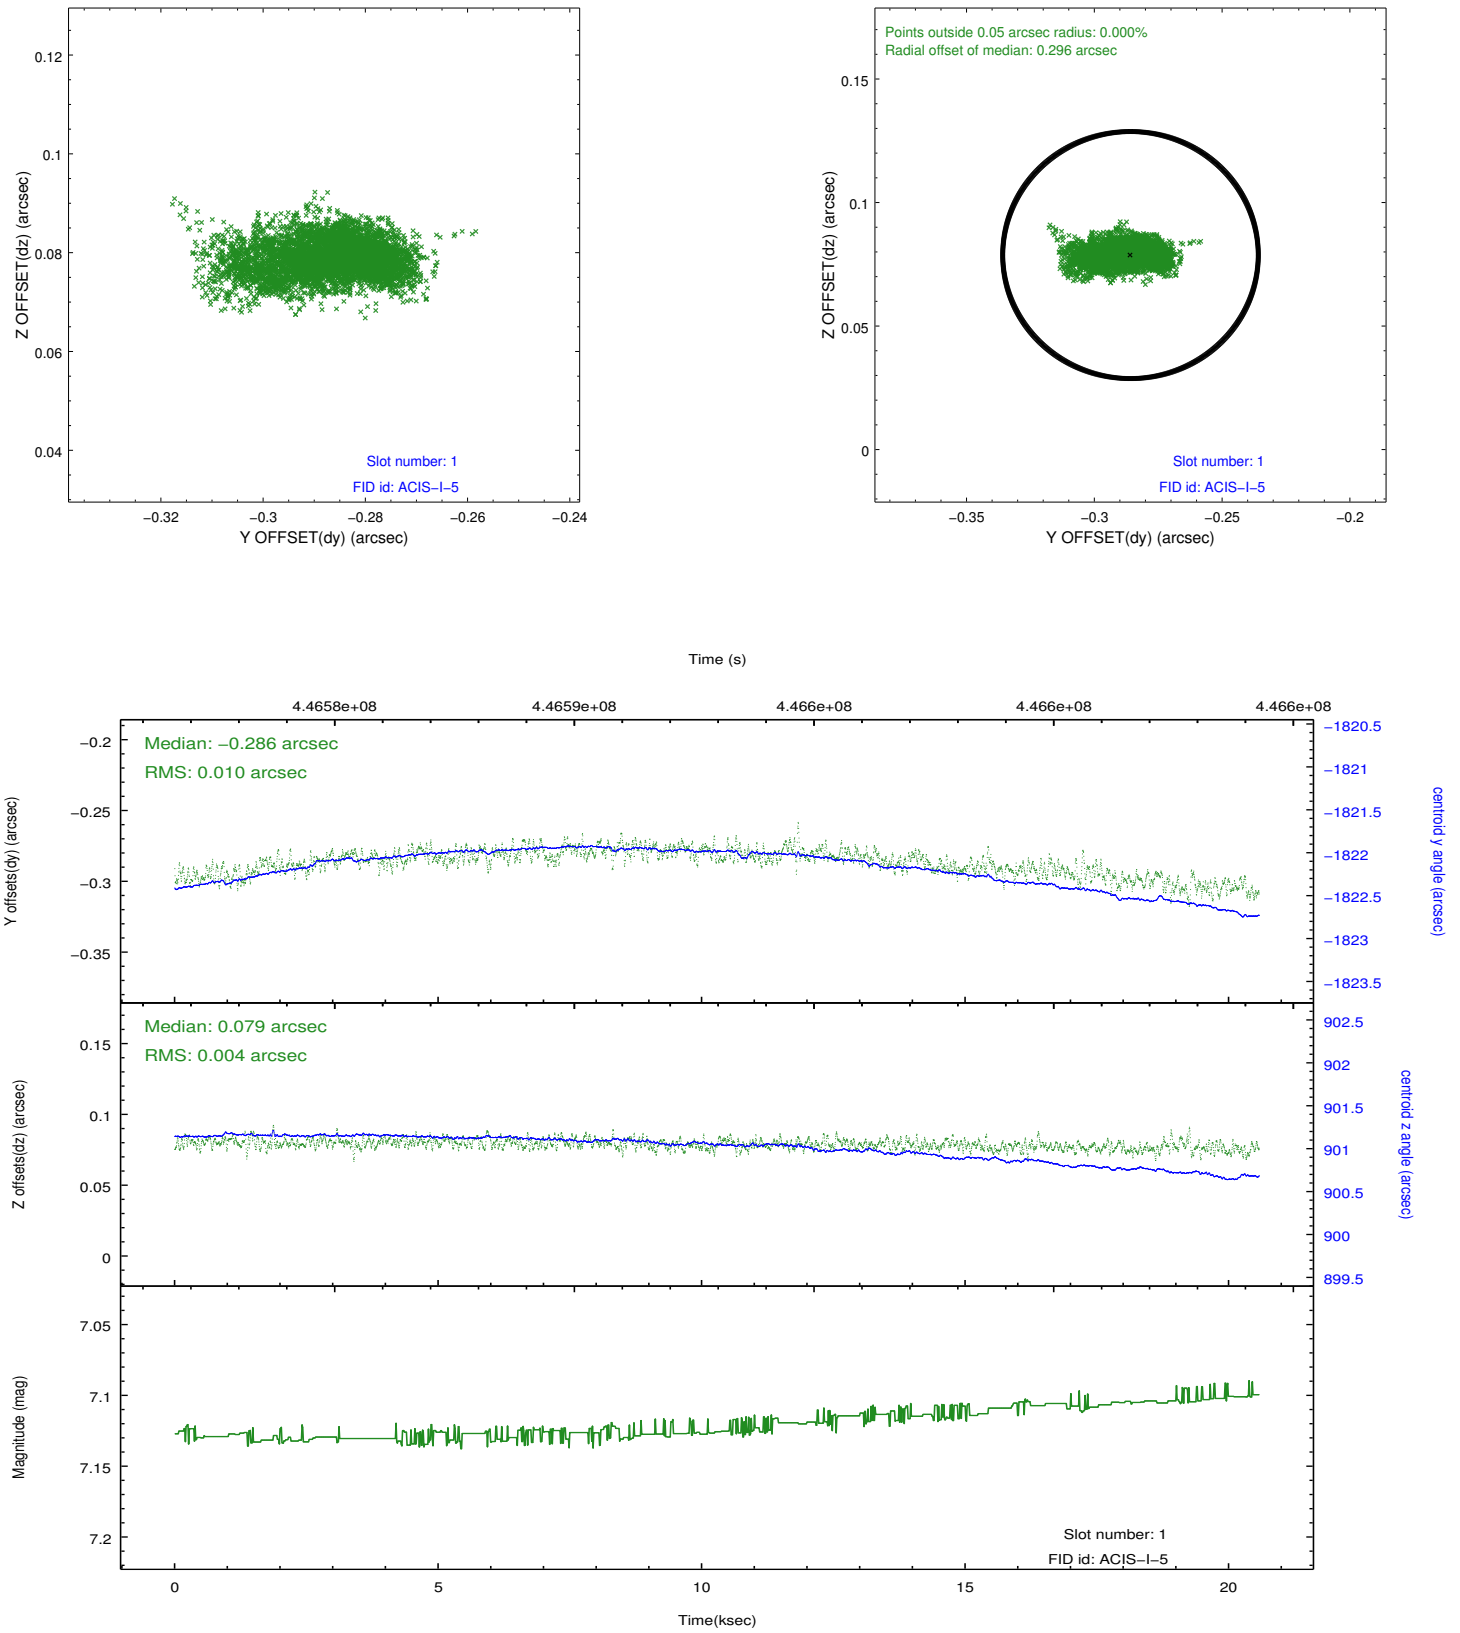 0.12
0.1
0.08
0.06
0.04
Z OFFSET(dz) (arcsec)
Slot number: 1
FID id: ACIS−I−5
−0.32 −0.3 −0.28 −0.26 −0.24
Y OFFSET(dy) (arcsec)
Points outside 0.05 arcsec radius: 0.000%
Radial offset of median: 0.296 arcsec
0.15
0.1
0.05
0
Z OFFSET(dz) (arcsec)
Slot number: 1
FID id: ACIS−I−5
−0.35 −0.3 −0.25 −0.2
Y OFFSET(dy) (arcsec)
Time (s)
4.4658e+08 4.4659e+08 4.466e+08 4.466e+08 4.466e+08
Median: −0.286 arcsec
RMS: 0.010 arcsec
−0.2
−0.25
−0.3
−0.35
Y offsets(dy) (arcsec)
−1820.5
−1821
−1821.5
−1822
−1822.5
−1823
−1823.5
centroid y angle (arcsec)
Median: 0.079 arcsec
RMS: 0.004 arcsec
0.15
0.1
0.05
0
Z offsets(dz) (arcsec)
902.5
902
901.5
901
900.5
900
899.5
centroid z angle (arcsec)
7.05
7.1
7.15
7.2
Magnitude (mag)
Slot number: 1
FID id: ACIS−I−5
0 5 10 15 20
Time(ksec)